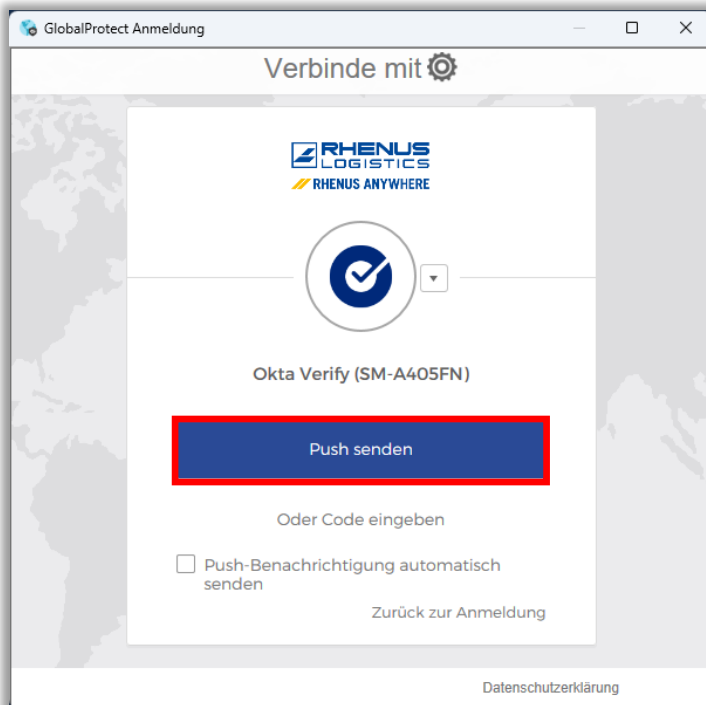 GlobalProtect Anmeldung
Verbinde mit
RHENUS
LOGISTICS
RHENUS ANYWHERE
Okta Verify (SM-A405FN)
Push senden
Oder Code eingeben
Push-Benachrichtigung automatisch
senden
Zurück zur Anmeldung
Datenschutzerklärung